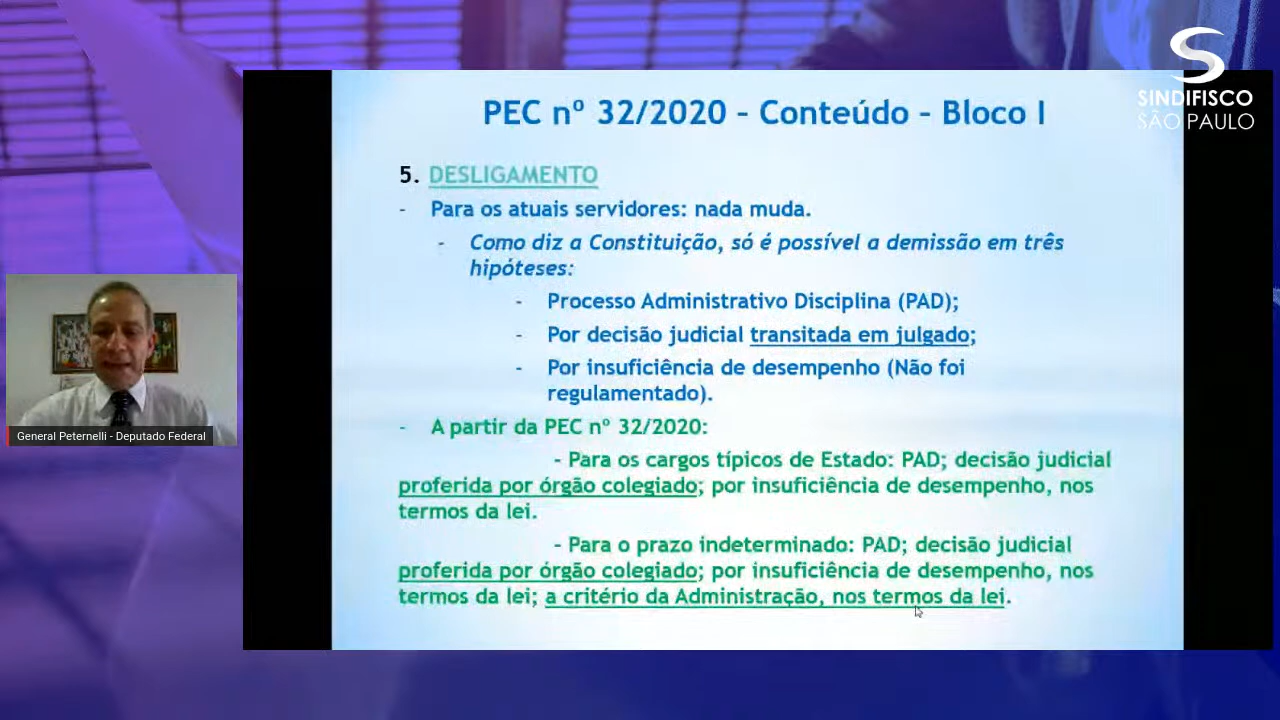 SINDIFISCO
SÃO PAULO
PEC nº 32/2020 – Conteúdo – Bloco I
5. DESLIGAMENTO
- Para os atuais servidores: nada muda.
- Como diz a Constituição, só é possível a demissão em três
hipóteses:
- Processo Administrativo Disciplina (PAD);
- Por decisão judicial transitada em julgado;
- Por insuficiência de desempenho (Não foi
regulamentado).
- A partir da PEC nº 32/2020:
- Para os cargos típicos de Estado: PAD; decisão judicial
proferida por órgão colegiado; por insuficiência de desempenho, nos
termos da lei.
- Para o prazo indeterminado: PAD; decisão judicial
proferida por órgão colegiado; por insuficiência de desempenho, nos
termos da lei; a critério da Administração, nos termos da lei.
General Peternelli - Deputado Federal